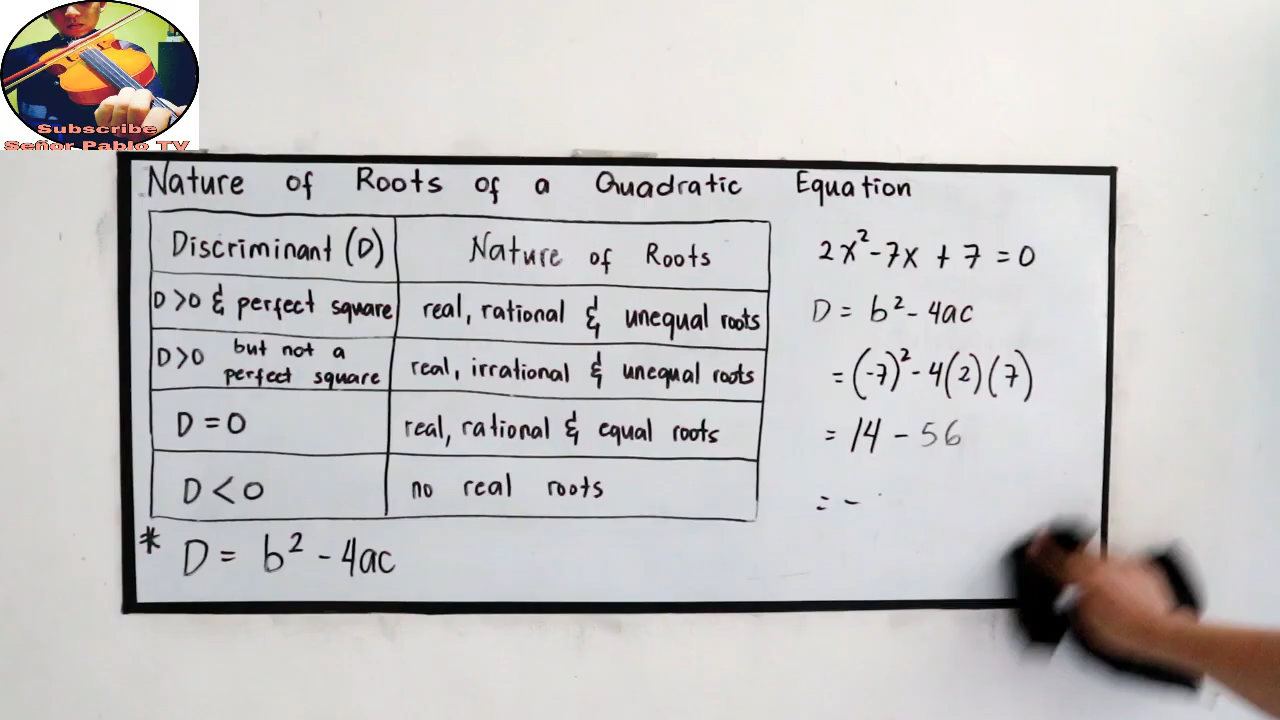 Subscribe
Señor Pablo TV
Nature of Roots of a Quadratic Equation
Discriminant (D) Nature of Roots
D >0 & perfect square real, rational & unequal roots
D>0 but not a perfect square real, irrational & unequal roots
D = 0 real, rational & equal roots
D < 0 no real roots
* D = b² - 4ac
2x² - 7x + 7 = 0
D = b² - 4ac
= (-7)² - 4(2)(7)
= 14 - 56
= -